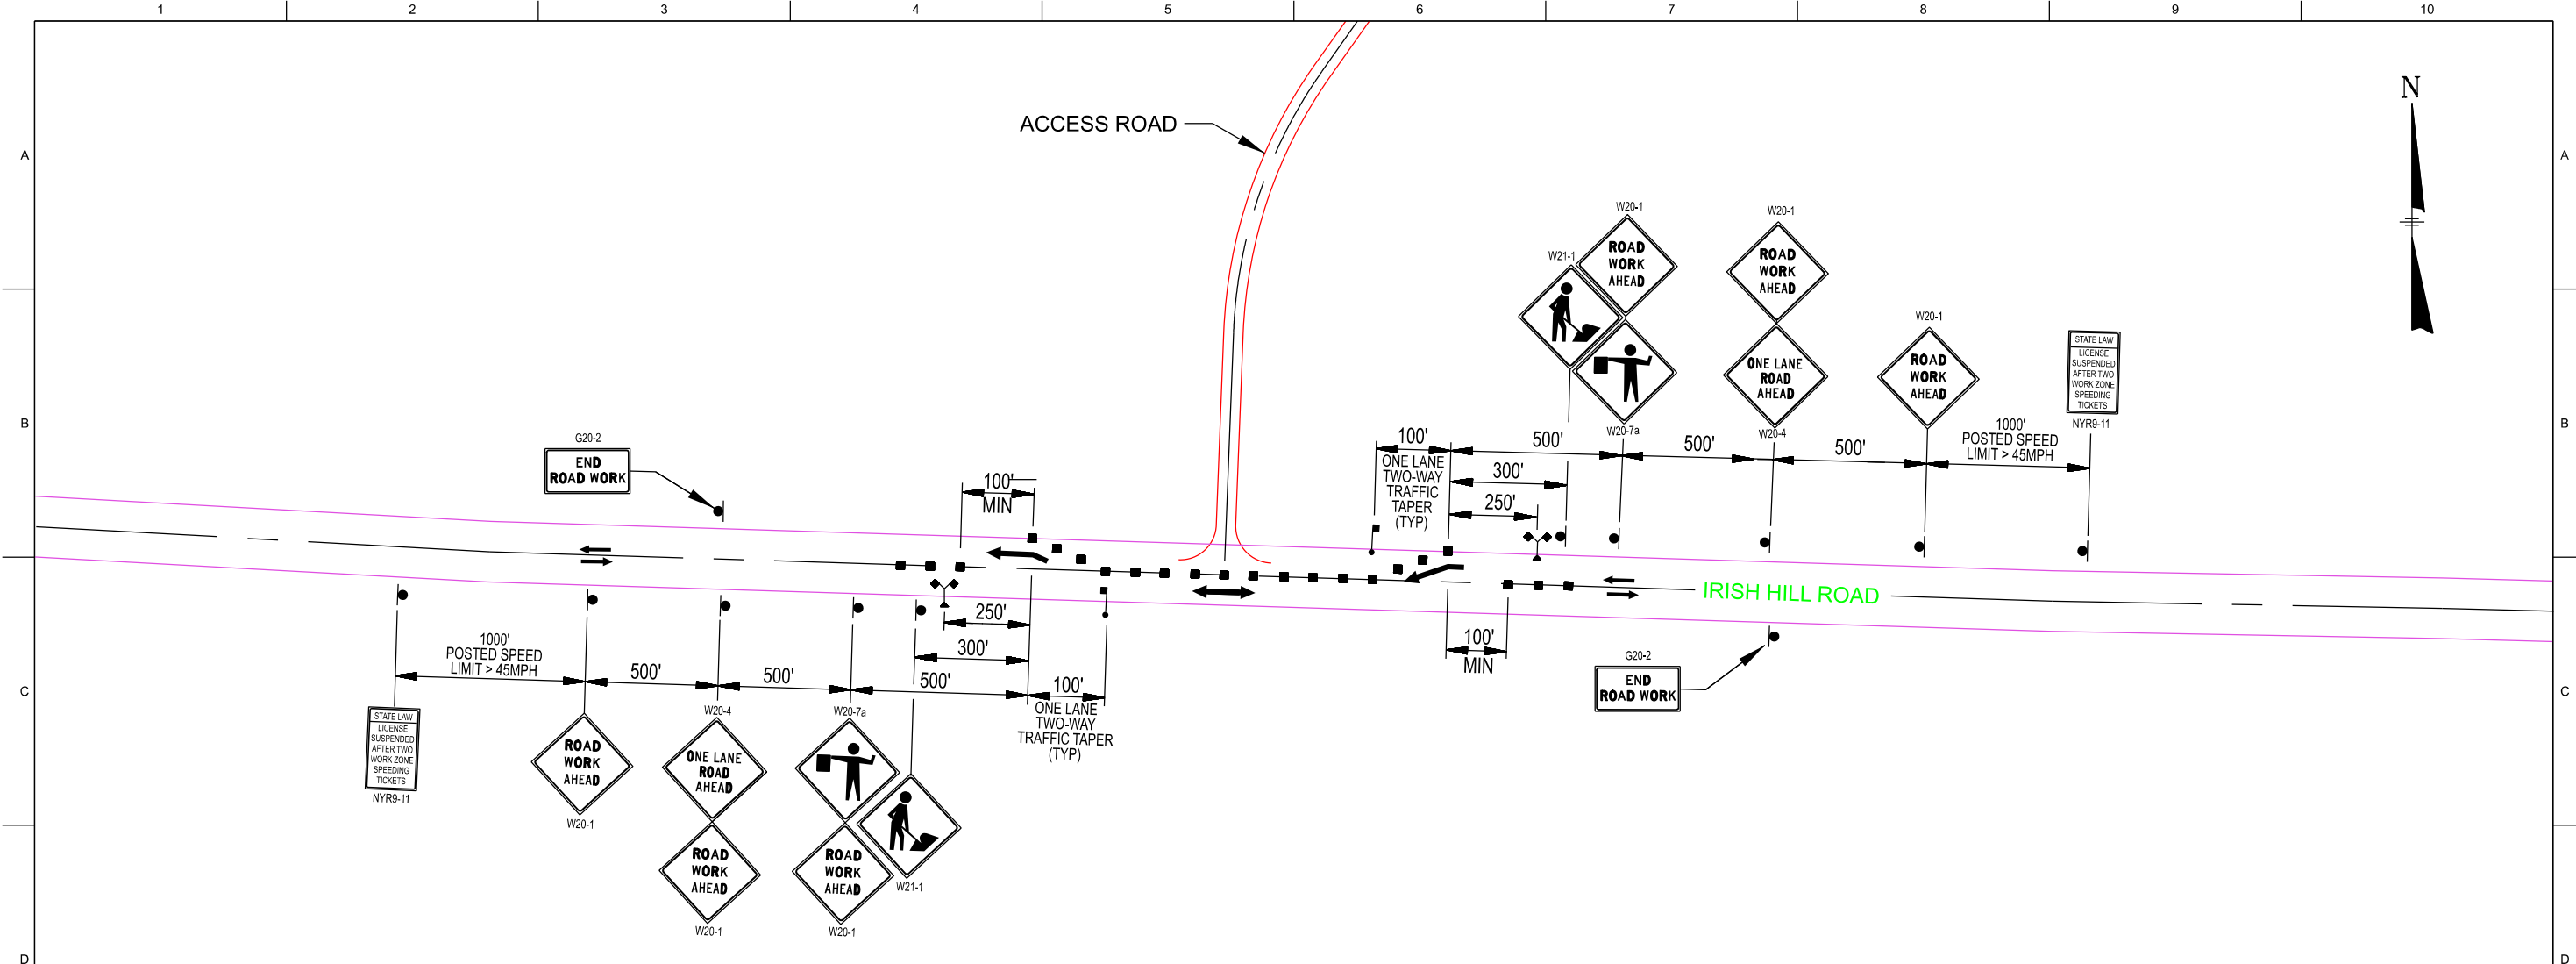 1 2 3 4 5 6 7 8 9 10
N
ACCESS ROAD
A A
W20-1
W20-1
ROAD
WORK
AHEAD
W21-1
ROAD
WORK
AHEAD
W20-1
ROAD
WORK
AHEAD
ONE LANE
ROAD
AHEAD
STATE LAW
LICENSE
SUSPENDED
AFTER TWO
WORK ZONE
SPEEDING
TICKETS
NYR9-11
W20-7a
W20-4
B B
G20-2
END
ROAD WORK
100'
MIN
100'
ONE LANE
TWO-WAY
TRAFFIC
TAPER
(TYP)
500'
300'
250'
500'
500'
1000'
POSTED SPEED
LIMIT > 45MPH
IRISH HILL ROAD
250'
300'
100'
MIN
1000'
POSTED SPEED
LIMIT > 45MPH
500'
500'
500'
100'
ONE LANE
TWO-WAY
TRAFFIC TAPER
(TYP)
G20-2
END
ROAD WORK
C C
STATE LAW
LICENSE
SUSPENDED
AFTER TWO
WORK ZONE
SPEEDING
TICKETS
NYR9-11
ROAD
WORK
AHEAD
W20-1
W20-4
ONE LANE
ROAD
AHEAD
ROAD
WORK
AHEAD
W20-1
W20-7a
ROAD
WORK
AHEAD
W20-1
W21-1
D D